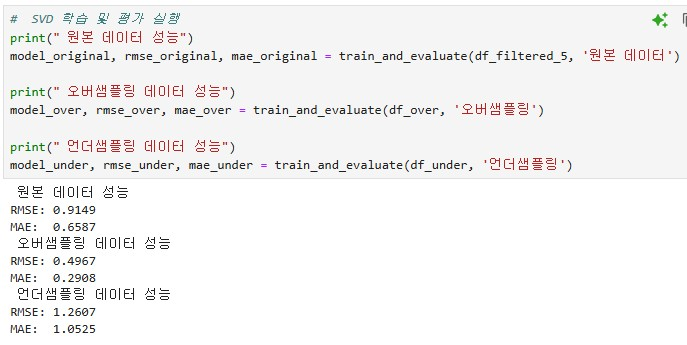 #  SVD 학습 및 평가 실행
print(" 원본 데이터 성능")
model_original, rmse_original, mae_original = train_and_evaluate(df_filtered_5, '원본 데이터')
print(" 오버샘플링 데이터 성능")
model_over, rmse_over, mae_over = train_and_evaluate(df_over, '오버샘플링')
print(" 언더샘플링 데이터 성능")
model_under, rmse_under, mae_under = train_and_evaluate(df_under, '언더샘플링')
원본 데이터 성능
RMSE: 0.9149
MAE:  0.6587
오버샘플링 데이터 성능
RMSE: 0.4967
MAE:  0.2908
언더샘플링 데이터 성능
RMSE: 1.2607
MAE:  1.0525